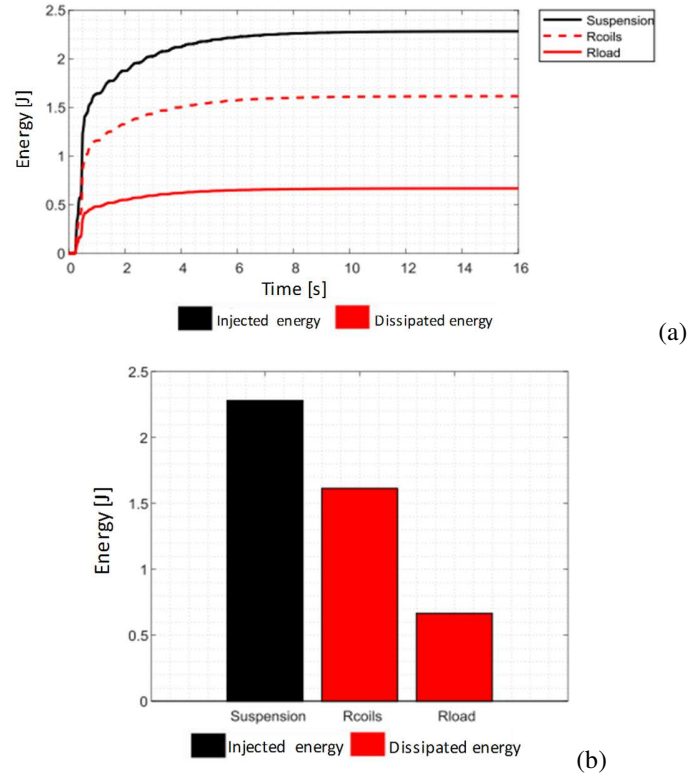 2.5
2
1.5
1
0.5
0
Energy [J]
0 2 4 6 8 10 12 14 16
Time [s]
Suspension
Rcoils
Rload
Injected energy Dissipated energy
(a)
2.5
2
1.5
1
0.5
0
Energy [J]
Suspension Rcoils Rload
Injected energy Dissipated energy
(b)